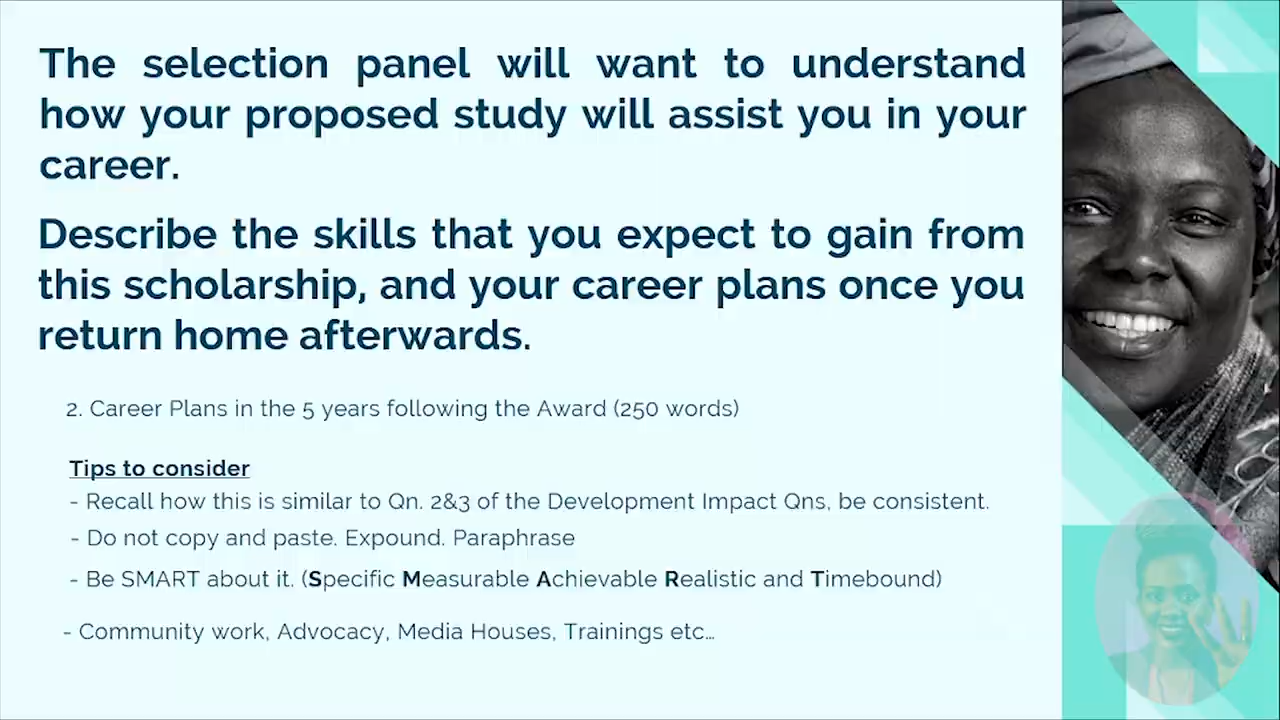 The selection panel will want to understand
how your proposed study will assist you in your
career.
Describe the skills that you expect to gain from
this scholarship, and your career plans once you
return home afterwards.
2. Career Plans in the 5 years following the Award (250 words)
Tips to consider
- Recall how this is similar to Qn. 2&3 of the Development Impact Qns, be consistent.
- Do not copy and paste. Expound. Paraphrase
- Be SMART about it. (Specific Measurable Achievable Realistic and Timebound)
- Community work, Advocacy, Media Houses, Trainings etc…